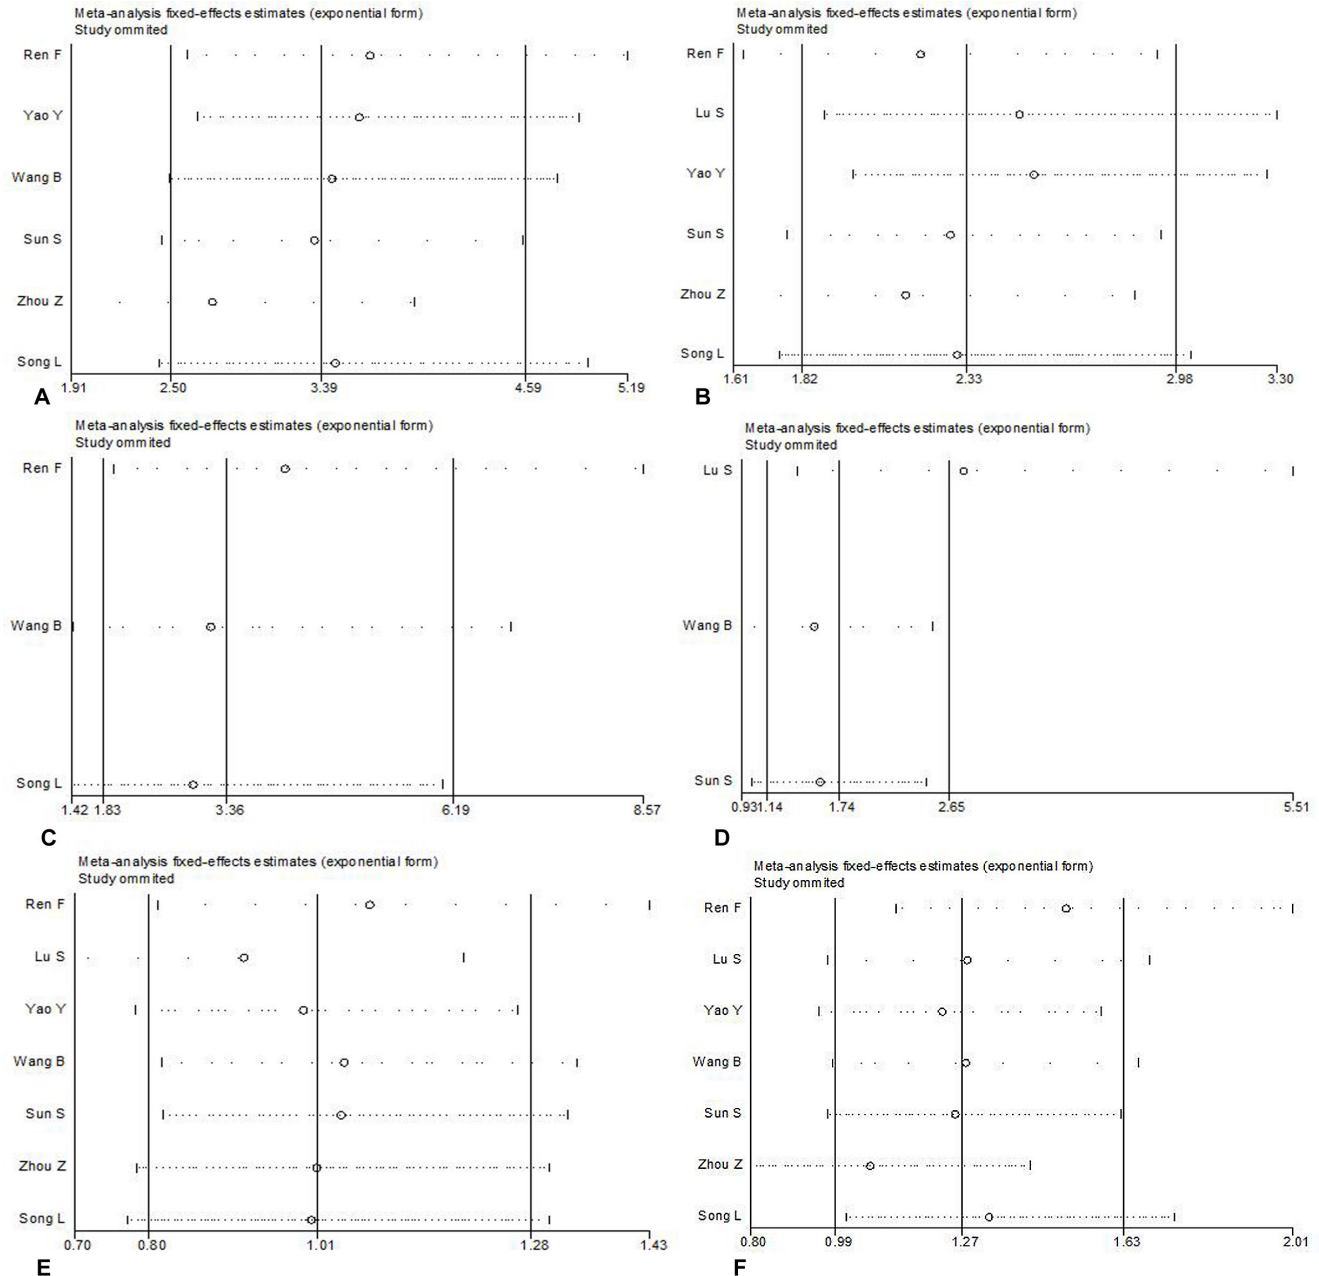 Meta-analysis fixed-effects estimates (exponential form)
Study ommited
Ren F
Yao Y
Wang B
Sun S
Zhou Z
Song L
1.91 2.50 3.39 4.59 5.19
A
Meta-analysis fixed-effects estimates (exponential form)
Study ommited
Ren F
Lu S
Yao Y
Sun S
Zhou Z
Song L
1.61 1.82 2.33 2.98 3.30
B
Meta-analysis fixed-effects estimates (exponential form)
Study ommited
Ren F
Wang B
Song L
1.42 1.83 3.36 6.19 8.57
C
Meta-analysis fixed-effects estimates (exponential form)
Study ommited
Lu S
Wang B
Sun S
0.931.14 1.74 2.65 5.51
D
Meta-analysis fixed-effects estimates (exponential form)
Study ommited
Ren F
Lu S
Yao Y
Wang B
Sun S
Zhou Z
Song L
0.70 0.80 1.01 1.28 1.43
E
Meta-analysis fixed-effects estimates (exponential form)
Study ommited
Ren F
Lu S
Yao Y
Wang B
Sun S
Zhou Z
Song L
0.80 0.99 1.27 1.63 2.01
F